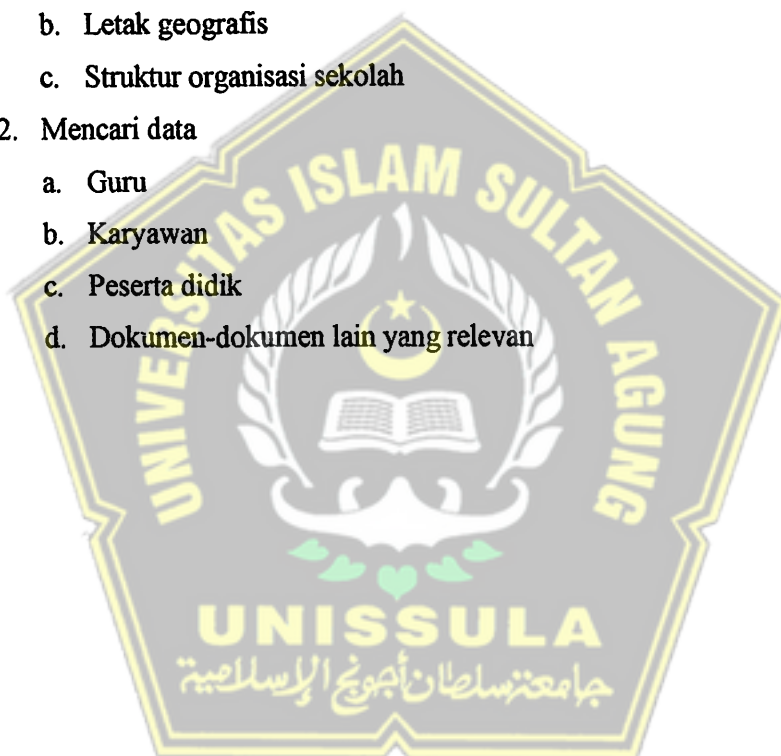 b. Letak geografis
c. Struktur organisasi sekolah
2. Mencari data
a. Guru
b. Karyawan
c. Peserta didik
d. Dokumen-dokumen lain yang relevan
UNIVERSITAS ISLAM SULTAN AGUNG
UNISSULA
جامعة سلطان أجونج الإسلامية